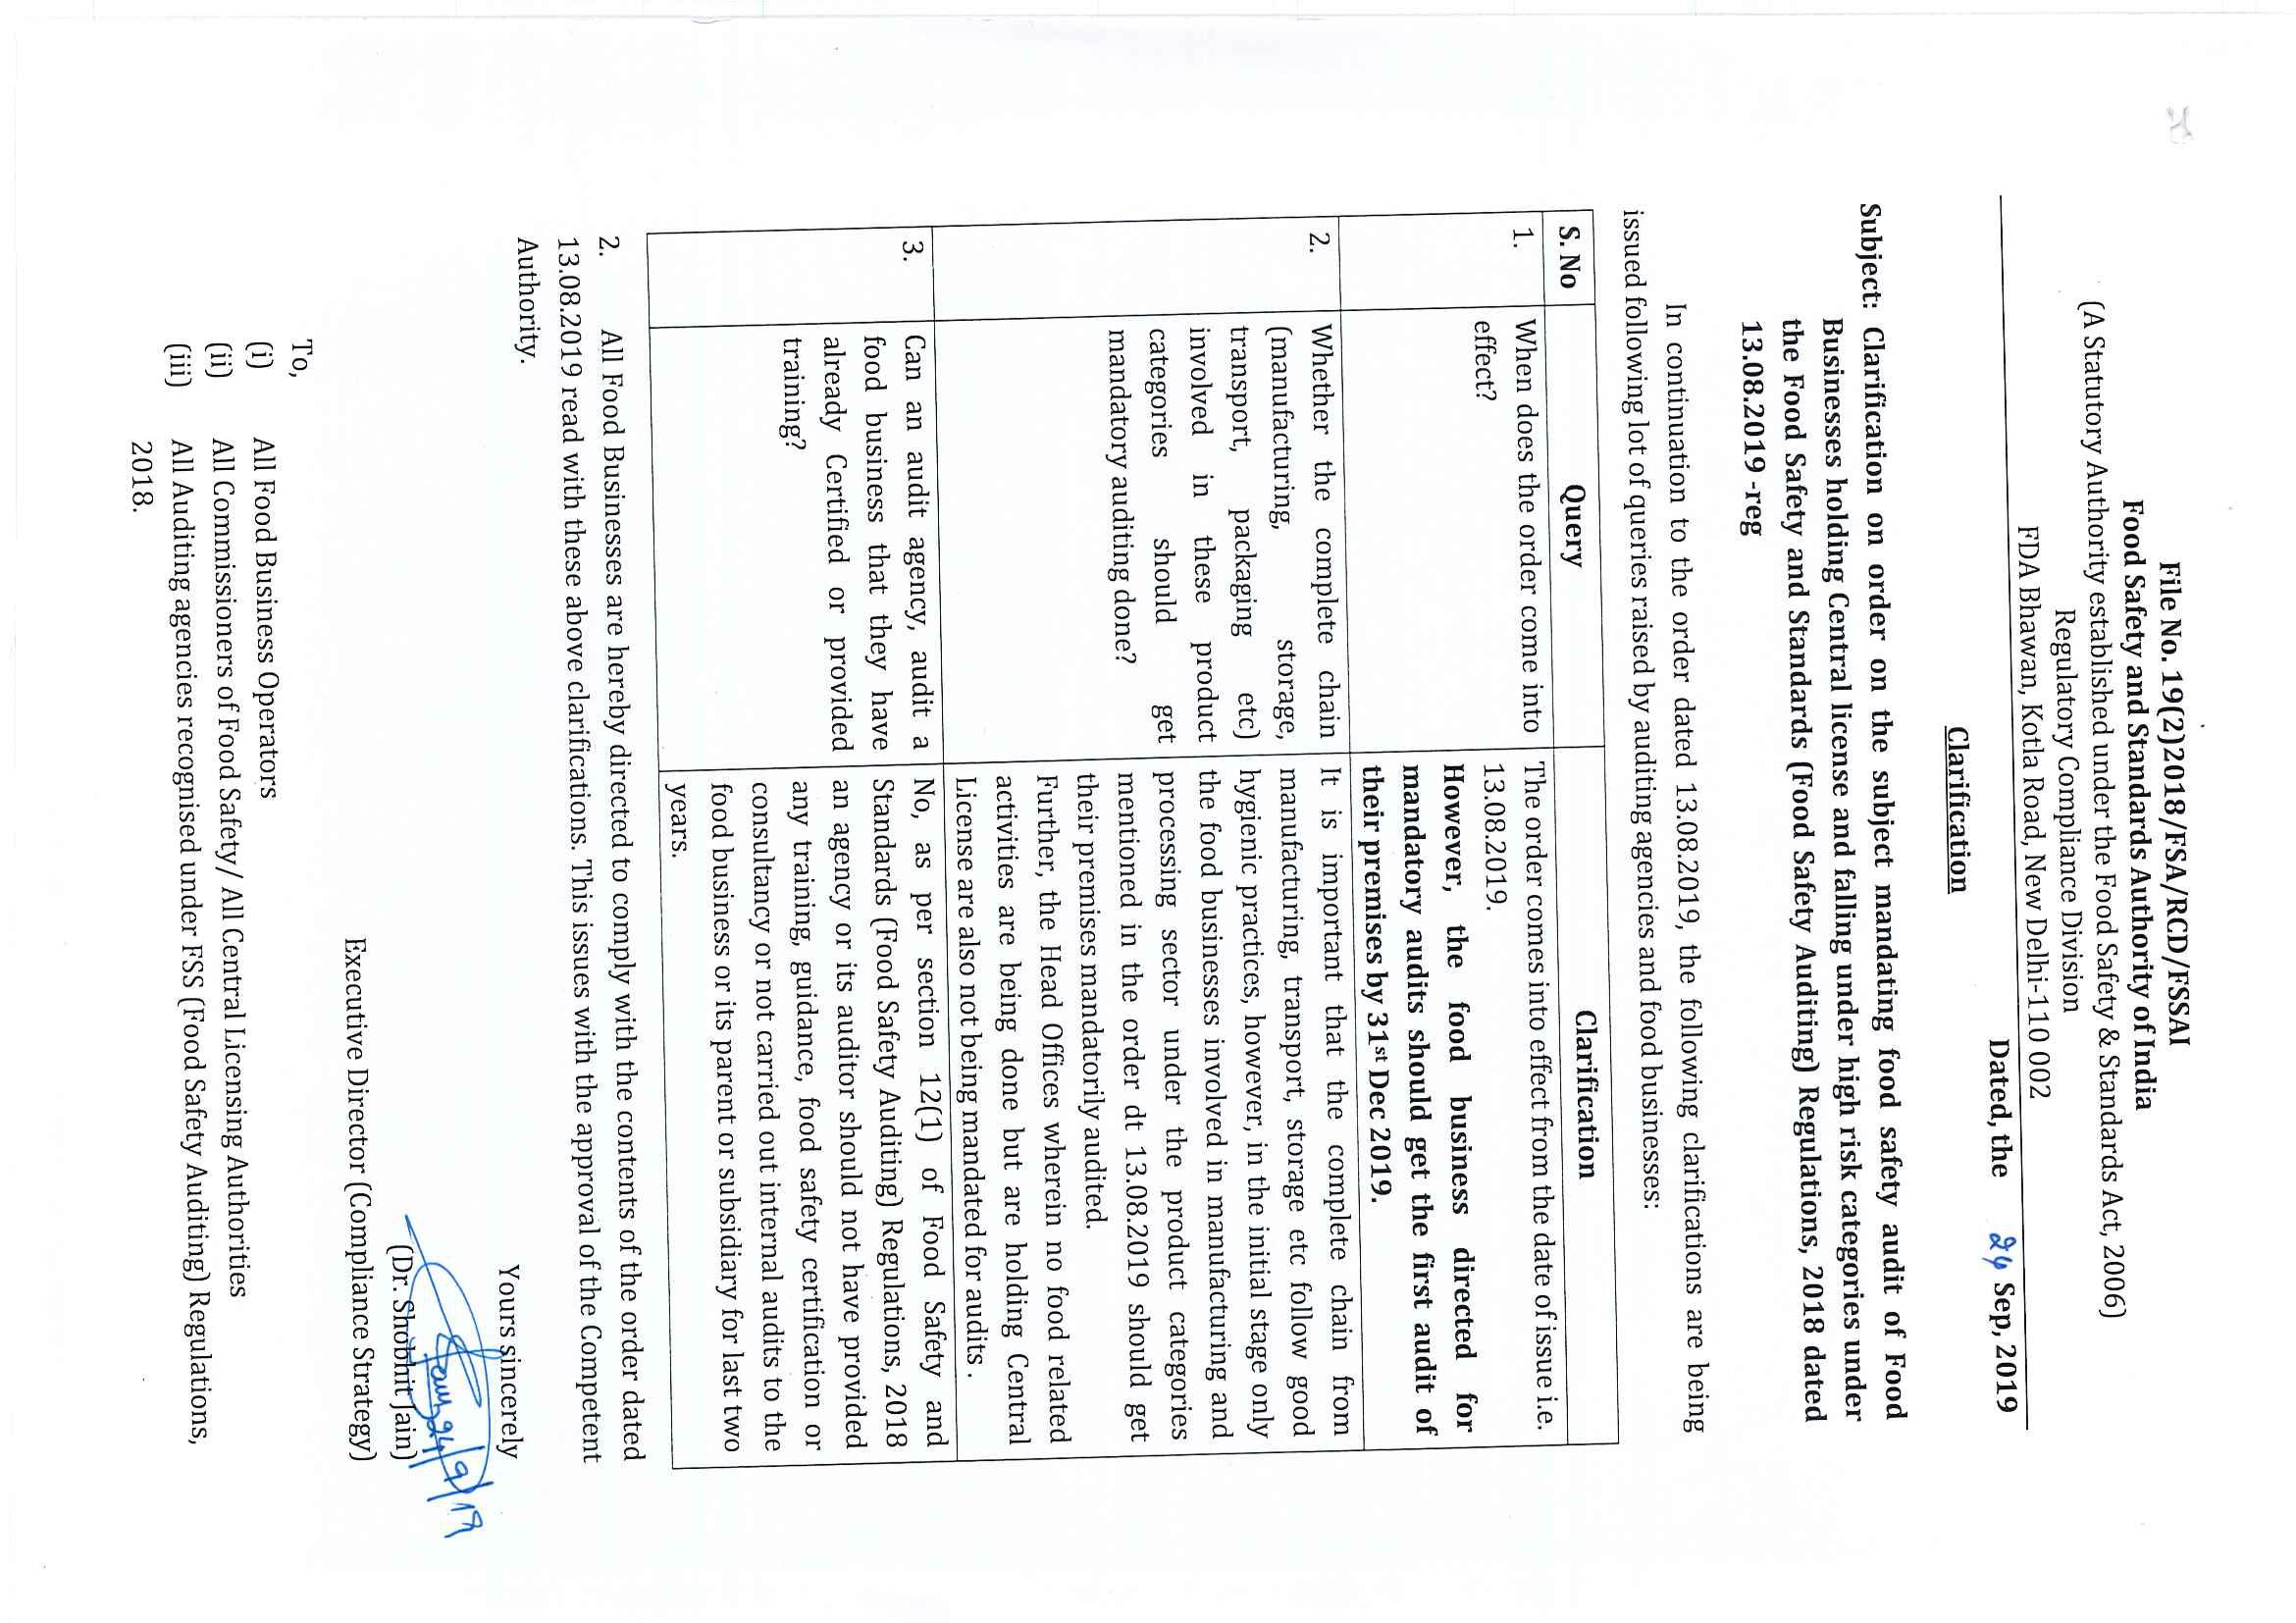 File No. 19(2)2018/FSA/RCD/FSSAI
Food Safety and Standards Authority of India
(A Statutory Authority established under the Food Safety & Standards Act, 2006)
Regulatory Compliance Division
FDA Bhawan, Kotla Road, New Delhi-110 002
Dated, the 24 Sep, 2019
Clarification
Subject: Clarification on order on the subject mandating food safety audit of Food
Businesses holding Central license and falling under high risk categories under
the Food Safety and Standards (Food Safety Auditing) Regulations, 2018 dated
13.08.2019 -reg
In continuation to the order dated 13.08.2019, the following clarifications are being
issued following lot of queries raised by auditing agencies and food businesses:
S. No Query Clarification
1. When does the order come into
effect?
The order comes into effect from the date of issue i.e.
13.08.2019.
However, the food business directed for
mandatory audits should get the first audit of
their premises by 31st Dec 2019.
2. Whether the complete chain
(manufacturing, storage,
transport, packaging etc)
involved in these product
categories should get
mandatory auditing done?
It is important that the complete chain from
manufacturing, transport, storage etc follow good
hygienic practices, however, in the initial stage only
the food businesses involved in manufacturing and
processing sector under the product categories
mentioned in the order dt 13.08.2019 should get
their premises mandatorily audited.
Further, the Head Offices wherein no food related
activities are being done but are holding Central
License are also not being mandated for audits .
3. Can an audit agency, audit a
food business that they have
already Certified or provided
training?
No, as per section 12(1) of Food Safety and
Standards (Food Safety Auditing) Regulations, 2018
an agency or its auditor should not have provided
any training, guidance, food safety certification or
consultancy or not carried out internal audits to the
food business or its parent or subsidiary for last two
years.
2. All Food Businesses are hereby directed to comply with the contents of the order dated
13.08.2019 read with these above clarifications. This issues with the approval of the Competent
Authority.
Yours sincerely
24/9/19
(Dr. Shobhit Jain)
Executive Director (Compliance Strategy)
To,
(i) All Food Business Operators
(ii) All Commissioners of Food Safety/ All Central Licensing Authorities
(iii) All Auditing agencies recognised under FSS (Food Safety Auditing) Regulations,
2018.